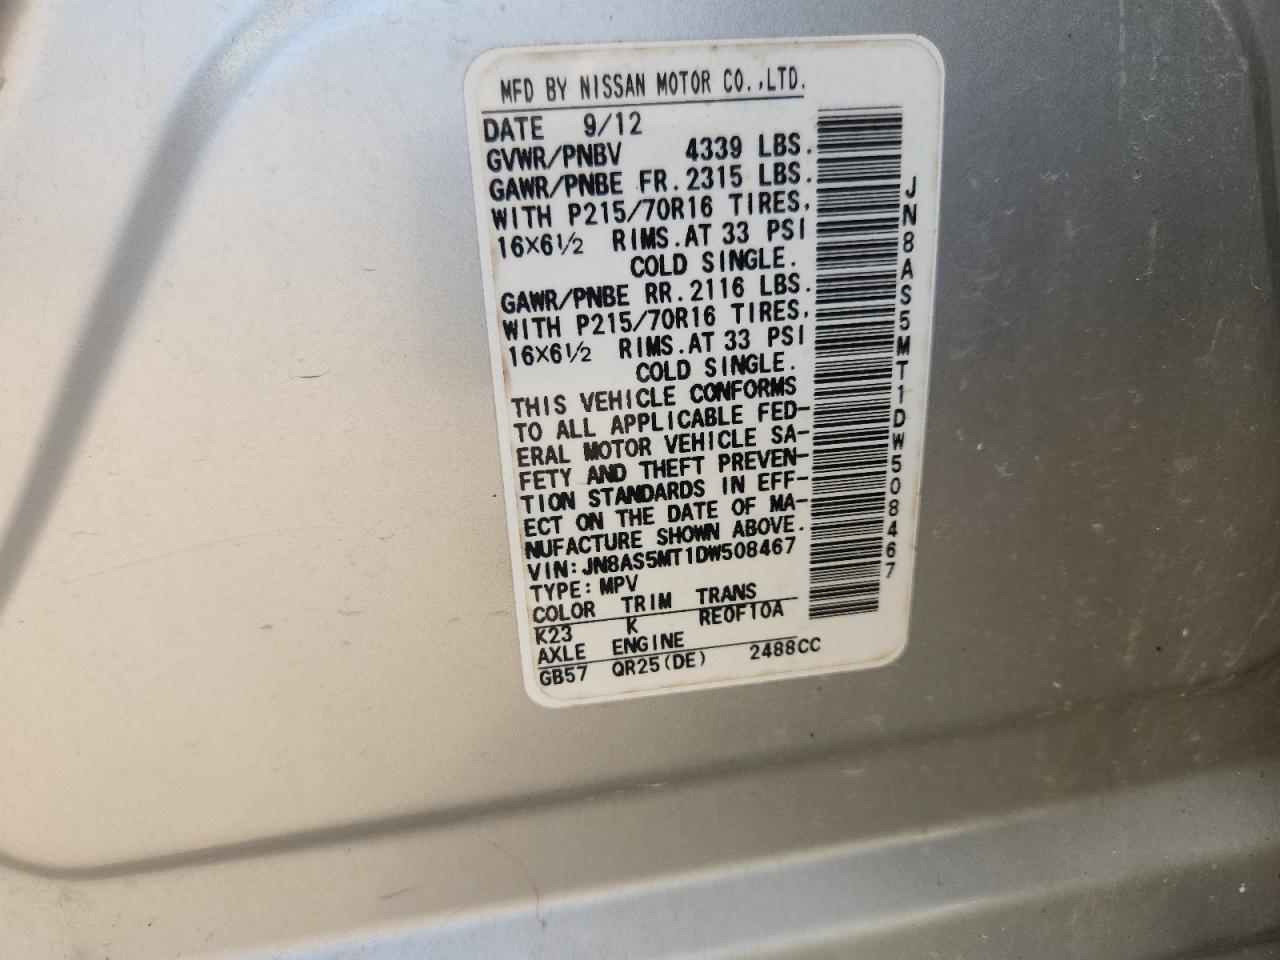 MFD BY NISSAN MOTOR CO.,LTD.
DATE 9/12
GVWR/PNBV 4339 LBS.
GAWR/PNBE FR.2315 LBS.
WITH P215/70R16 TIRES,
16×6½ RIMS.AT 33 PSI
COLD SINGLE.
GAWR/PNBE RR.2116 LBS.
WITH P215/70R16 TIRES,
16×6½ RIMS.AT 33 PSI
COLD SINGLE.
THIS VEHICLE CONFORMS
TO ALL APPLICABLE FED-
ERAL MOTOR VEHICLE SA-
FETY AND THEFT PREVEN-
TION STANDARDS IN EFF-
ECT ON THE DATE OF MA-
NUFACTURE SHOWN ABOVE.
VIN:JN8AS5MT1DW508467
TYPE:MPV
COLOR TRIM TRANS
K23 K RE0F10A
AXLE ENGINE
GB57 QR25(DE) 2488CC
JN8AS5MT1DW508467